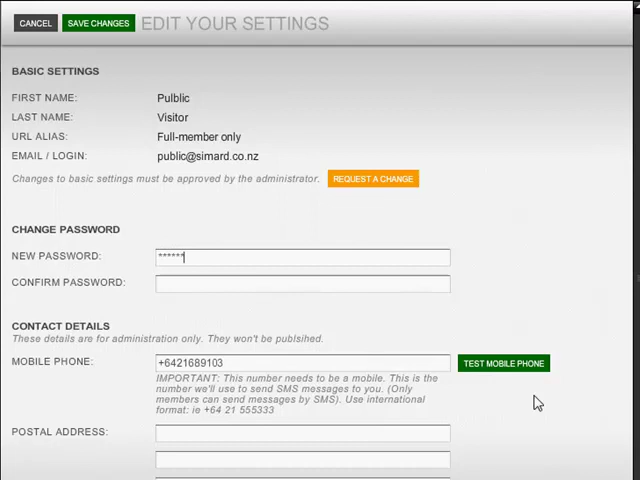 CANCEL SAVE CHANGES EDIT YOUR SETTINGS
BASIC SETTINGS
FIRST NAME: Pulblic
LAST NAME: Visitor
URL ALIAS: Full-member only
EMAIL / LOGIN: public@simard.co.nz
Changes to basic settings must be approved by the administrator. REQUEST A CHANGE
CHANGE PASSWORD
NEW PASSWORD: ******
CONFIRM PASSWORD:
CONTACT DETAILS
These details are for administration only. They won't be publsihed.
MOBILE PHONE: +6421689103 TEST MOBILE PHONE
IMPORTANT: This number needs to be a mobile. This is the
number we'll use to send SMS messages to you. (Only
members can send messages by SMS). Use international
format: ie +64 21 555333
POSTAL ADDRESS: